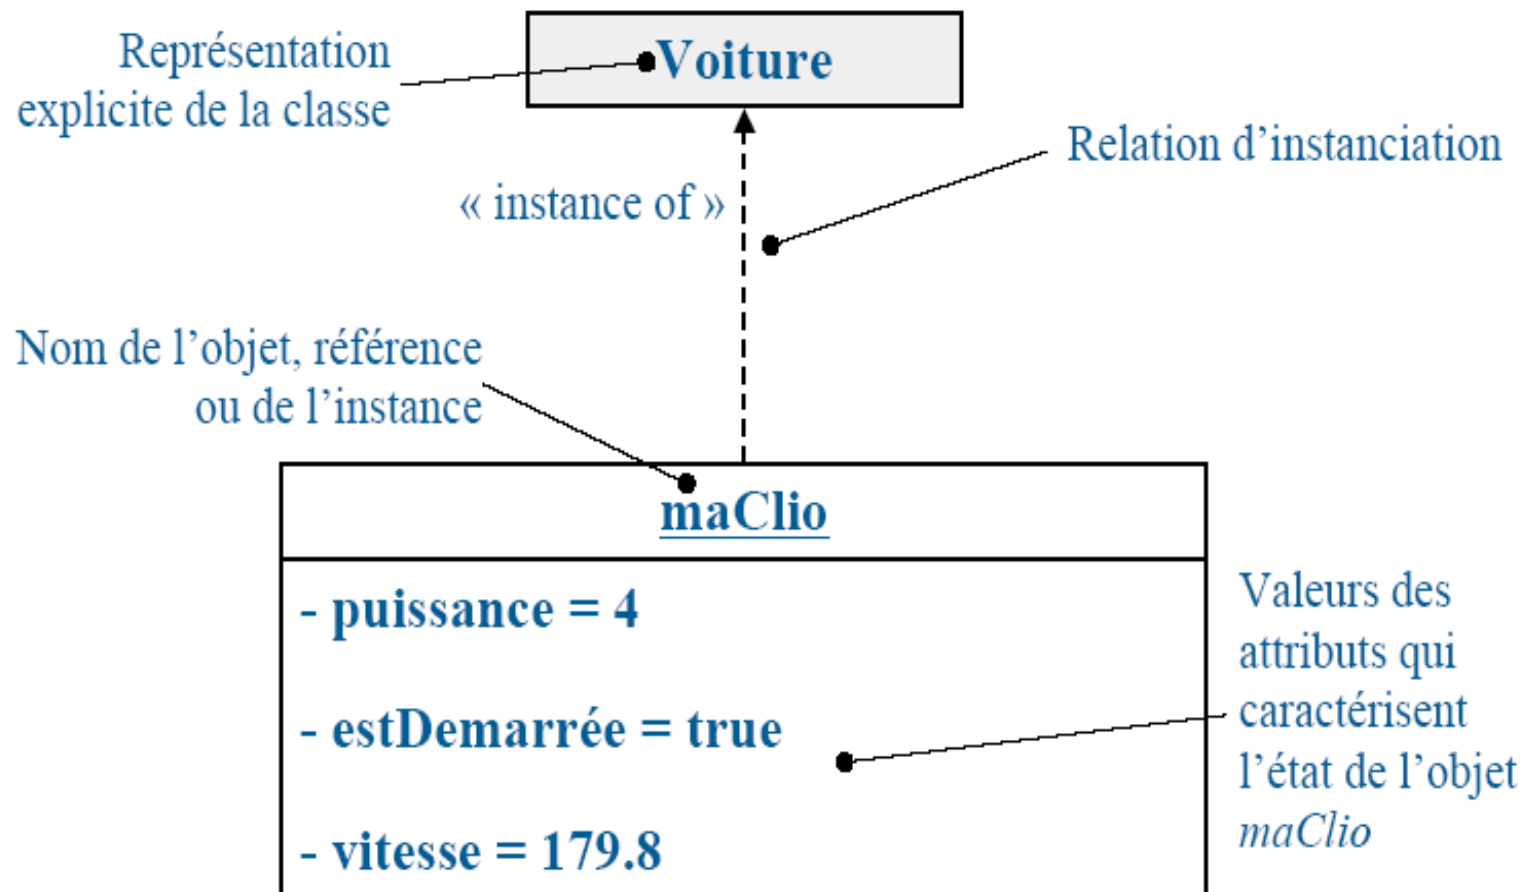 Représentation
explicite de la classe
Voiture
Relation d’instanciation
« instance of »
Nom de l’objet, référence
ou de l’instance
maClio
- puissance = 4
- estDemarrée = true
- vitesse = 179.8
Valeurs des
attributs qui
caractérisent
l’état de l’objet
maClio